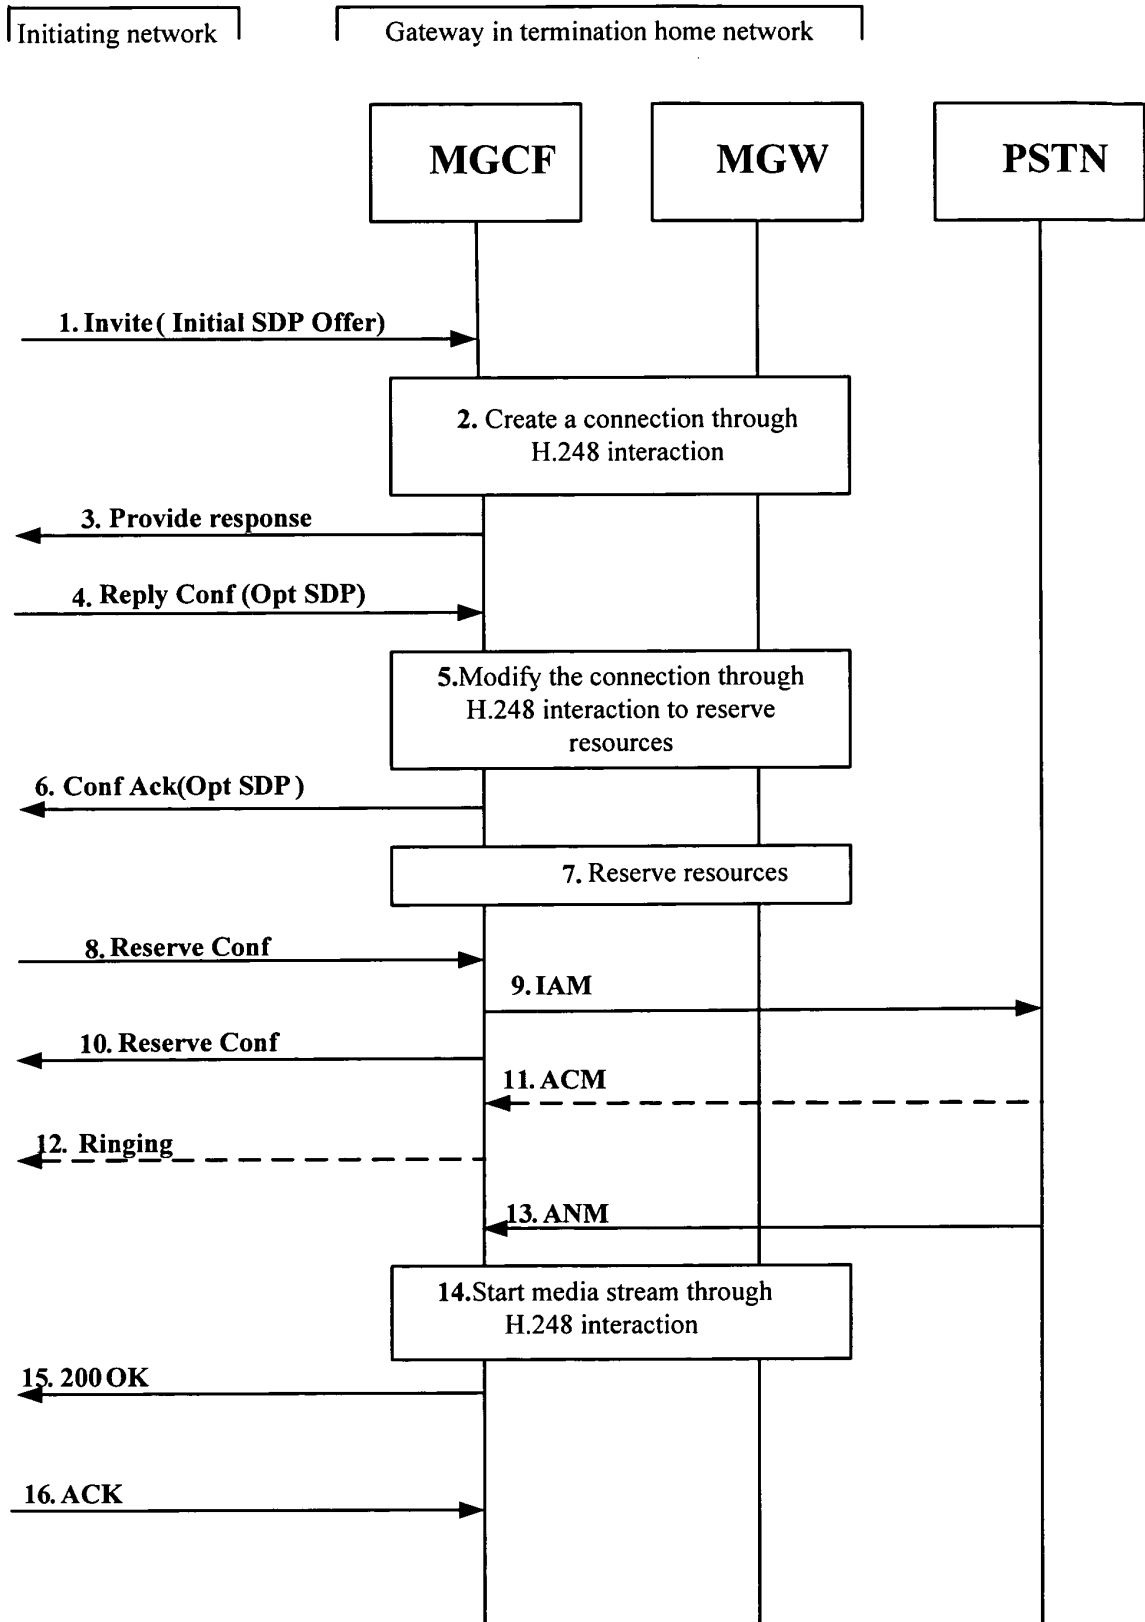 Initiating network
Gateway in termination home network
MGCF
MGW
PSTN
1. Invite ( Initial SDP Offer)
2. Create a connection through
H.248 interaction
3. Provide response
4. Reply Conf (Opt SDP)
5.Modify the connection through
H.248 interaction to reserve
resources
6. Conf Ack(Opt SDP )
7. Reserve resources
8. Reserve Conf
9. IAM
10. Reserve Conf
11. ACM
12. Ringing
13. ANM
14.Start media stream through
H.248 interaction
15. 200 OK
16. ACK